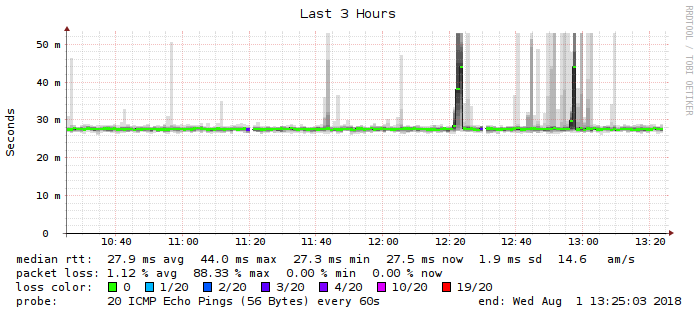 Last 3 Hours
RRDTOOL / TOBI OETIKER
Seconds
50 m
40 m
30 m
20 m
10 m
0
10:40 11:00 11:20 11:40 12:00 12:20 12:40 13:00 13:20
median rtt: 27.9 ms avg 44.0 ms max 27.3 ms min 27.5 ms now 1.9 ms sd 14.6 am/s
packet loss: 1.12 % avg 88.33 % max 0.00 % min 0.00 % now
loss color: 0 1/20 2/20 3/20 4/20 10/20 19/20
probe: 20 ICMP Echo Pings (56 Bytes) every 60s end: Wed Aug 1 13:25:03 2018